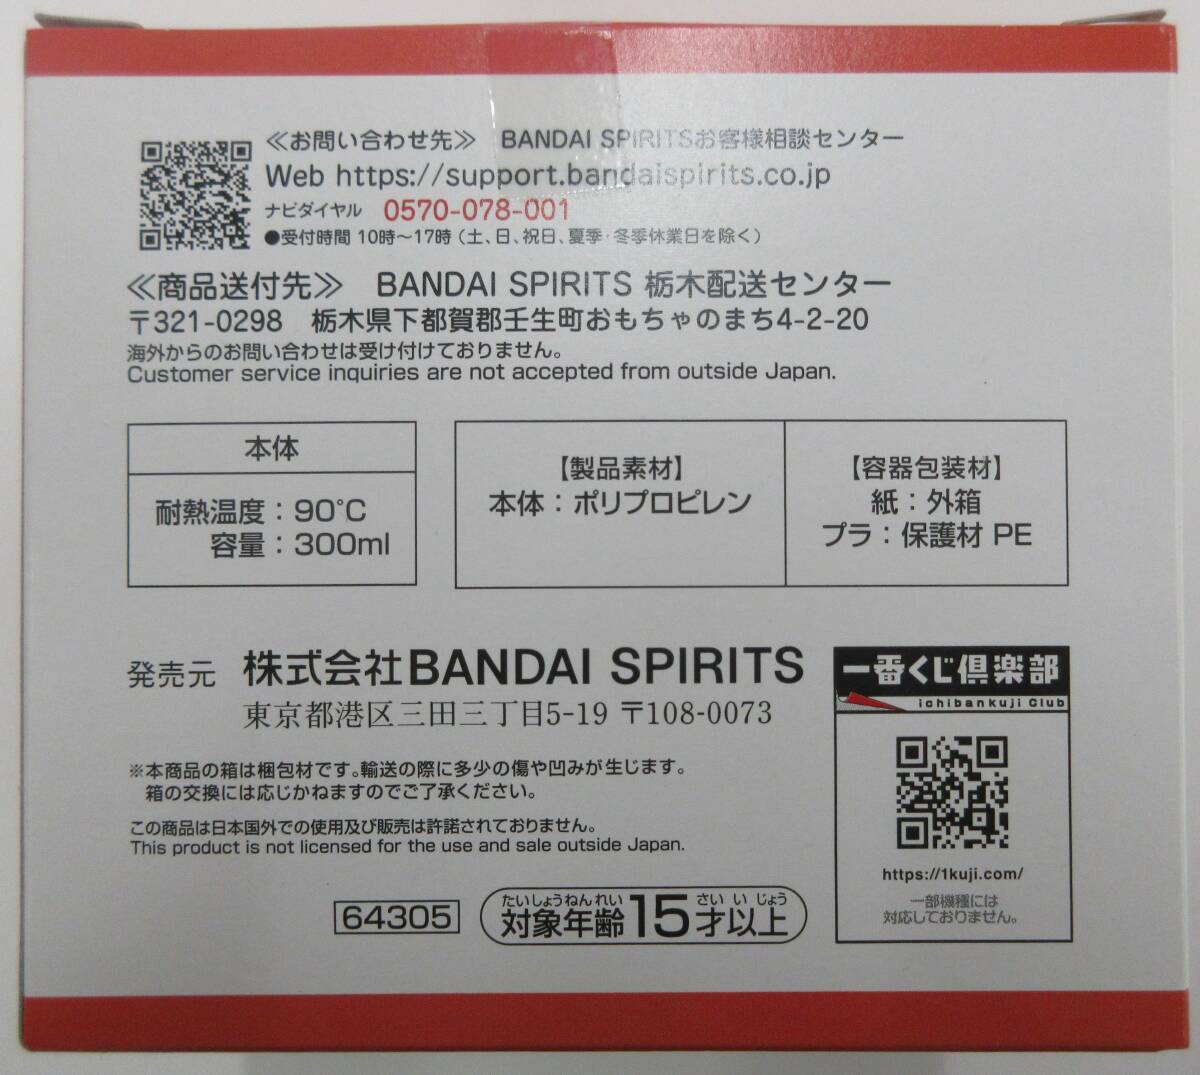 ≪お問い合わせ先≫　BANDAI SPIRITSお客様相談センター
Web https://support.bandaispirits.co.jp
ナビダイヤル 0570-078-001
●受付時間 10時～17時（土、日、祝日、夏季・冬季休業日を除く）
≪商品送付先≫　BANDAI SPIRITS 栃木配送センター
〒321-0298　栃木県下都賀郡壬生町おもちゃのまち4-2-20
海外からのお問い合わせは受け付けておりません。
Customer service inquiries are not accepted from outside Japan.
本体
耐熱温度：90℃
容量：300ml
【製品素材】
本体：ポリプロピレン
【容器包装材】
紙：外箱
プラ：保護材 PE
発売元 株式会社BANDAI SPIRITS
東京都港区三田三丁目5-19 〒108-0073
※本商品の箱は梱包材です。輸送の際に多少の傷や凹みが生じます。
箱の交換には応じかねますのでご了承ください。
この商品は日本国外での使用及び販売は許諾されておりません。
This product is not licensed for the use and sale outside Japan.
64305
たいしょうねんれい さい い じょう
対象年齢15才以上
一番くじ倶楽部
ichibankuji Club
https://1kuji.com/
一部機種には
対応しておりません。